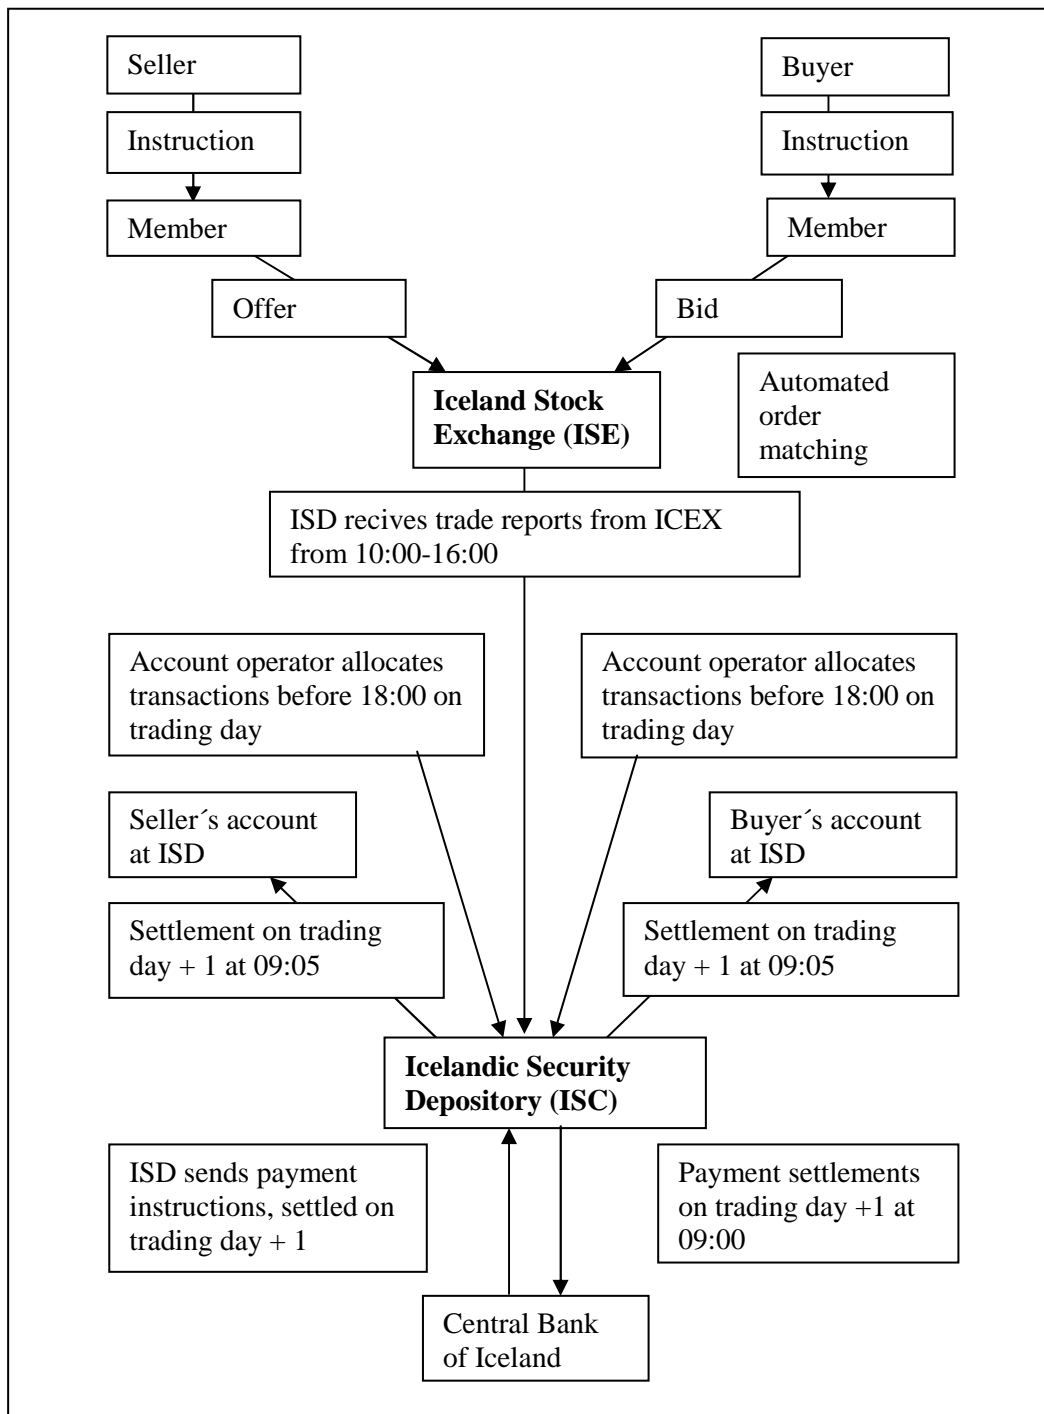 Seller
Buyer
Instruction
Instruction
Member
Member
Offer
Bid
Iceland Stock
Exchange (ISE)
Automated
order
matching
ISD recives trade reports from ICEX
from 10:00-16:00
Account operator allocates
transactions before 18:00 on
trading day
Account operator allocates
transactions before 18:00 on
trading day
Seller´s account
at ISD
Buyer´s account
at ISD
Settlement on trading
day + 1 at 09:05
Settlement on trading
day + 1 at 09:05
Icelandic Security
Depository (ISC)
ISD sends payment
instructions, settled on
trading day + 1
Payment settlements
on trading day +1 at
09:00
Central Bank
of Iceland